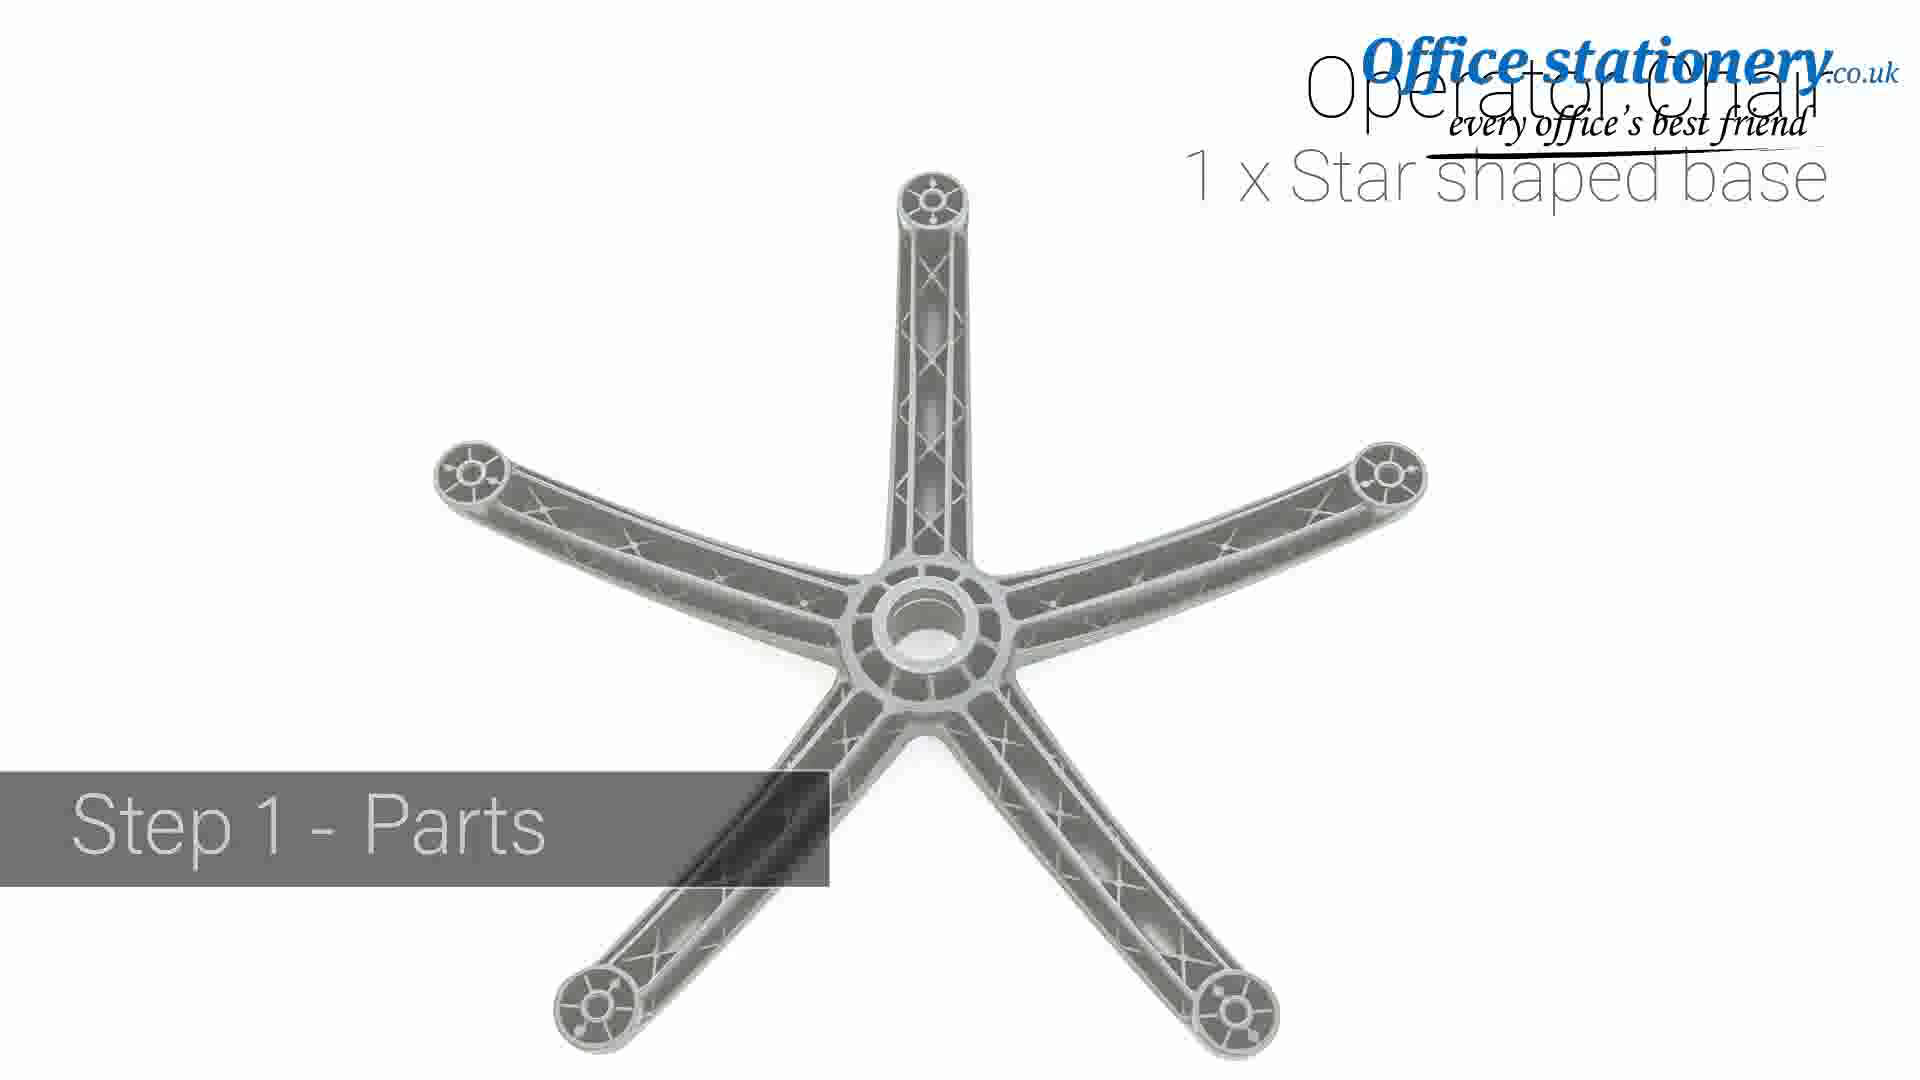 Office stationery.co.uk
Operator Chair
every office's best friend
1 x Star shaped base
Step 1 - Parts